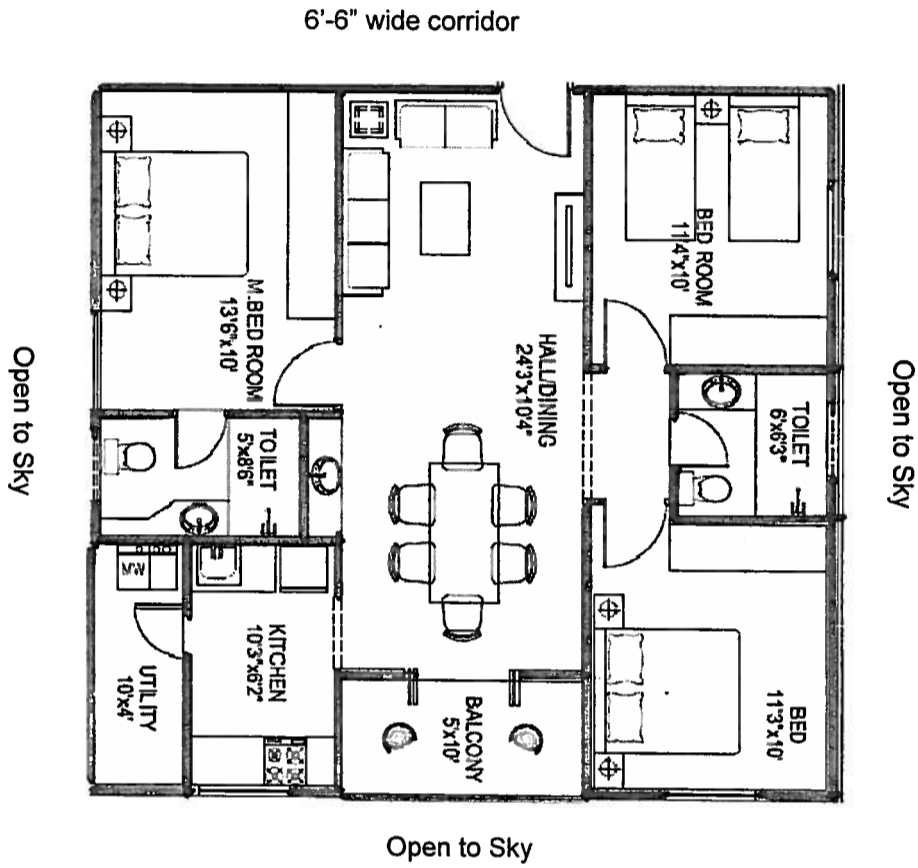 6'-6" wide corridor
BED ROOM
11'4"x10'
M.BED ROOM
13'6"x10'
HALL/DINING
24'3"x10'4"
Open to Sky
Open to Sky
TOILET
5'x8'6"
TOILET
6'x6'3"
W/M
KITCHEN
10'3"x6'2"
UTILITY
10'x4'
BALCONY
5'x10'
BED
11'3"x10'
Open to Sky